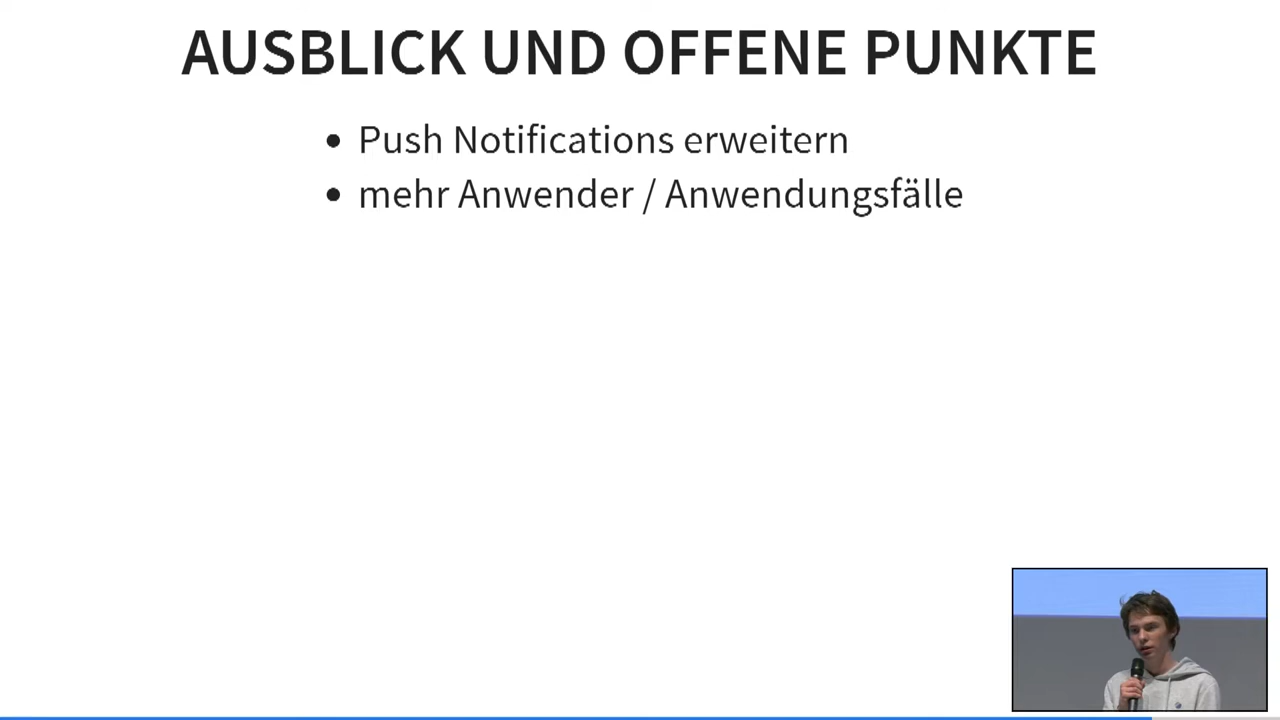 AUSBLICK UND OFFENE PUNKTE
Push Notifications erweitern
mehr Anwender / Anwendungsfälle